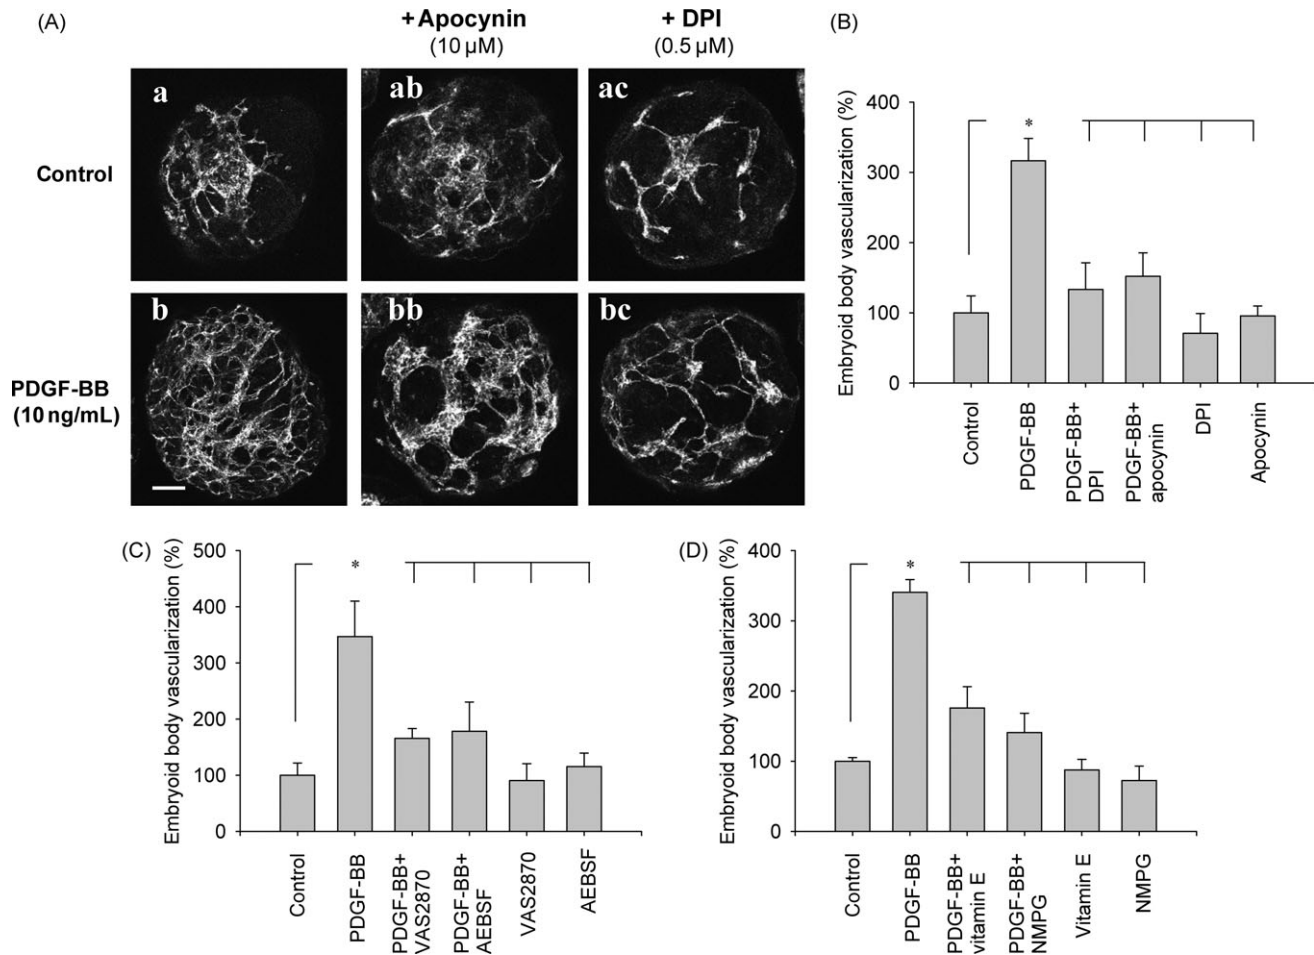 (A)
+ Apocynin
(10 µM)
+ DPI
(0.5 µM)
Control
PDGF-BB
(10 ng/mL)
a
ab
ac
b
bb
bc
(B)
Embryoid body vascularization (%)
400
300
200
100
0
*
Control
PDGF-BB
PDGF-BB+
DPI
PDGF-BB+
apocynin
DPI
Apocynin
(C)
Embryoid body vascularization (%)
500
400
300
200
100
0
*
Control
PDGF-BB
PDGF-BB+
VAS2870
PDGF-BB+
AEBSF
VAS2870
AEBSF
(D)
Embryoid body vascularization (%)
400
300
200
100
0
*
Control
PDGF-BB
PDGF-BB+
vitamin E
PDGF-BB+
NMPG
Vitamin E
NMPG